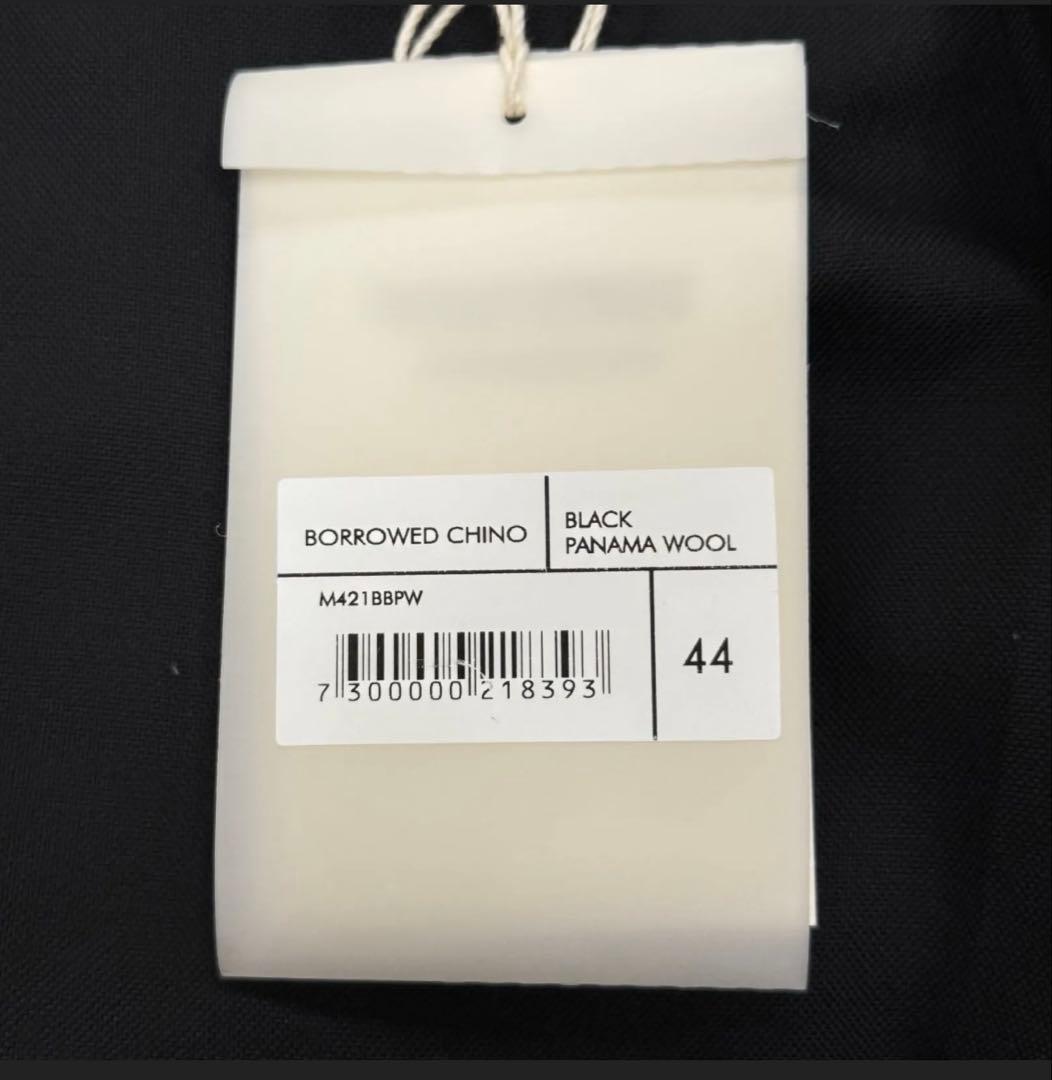 BORROWED CHINO
BLACK
PANAMA WOOL
M421BBPW
7 300000 218393
44